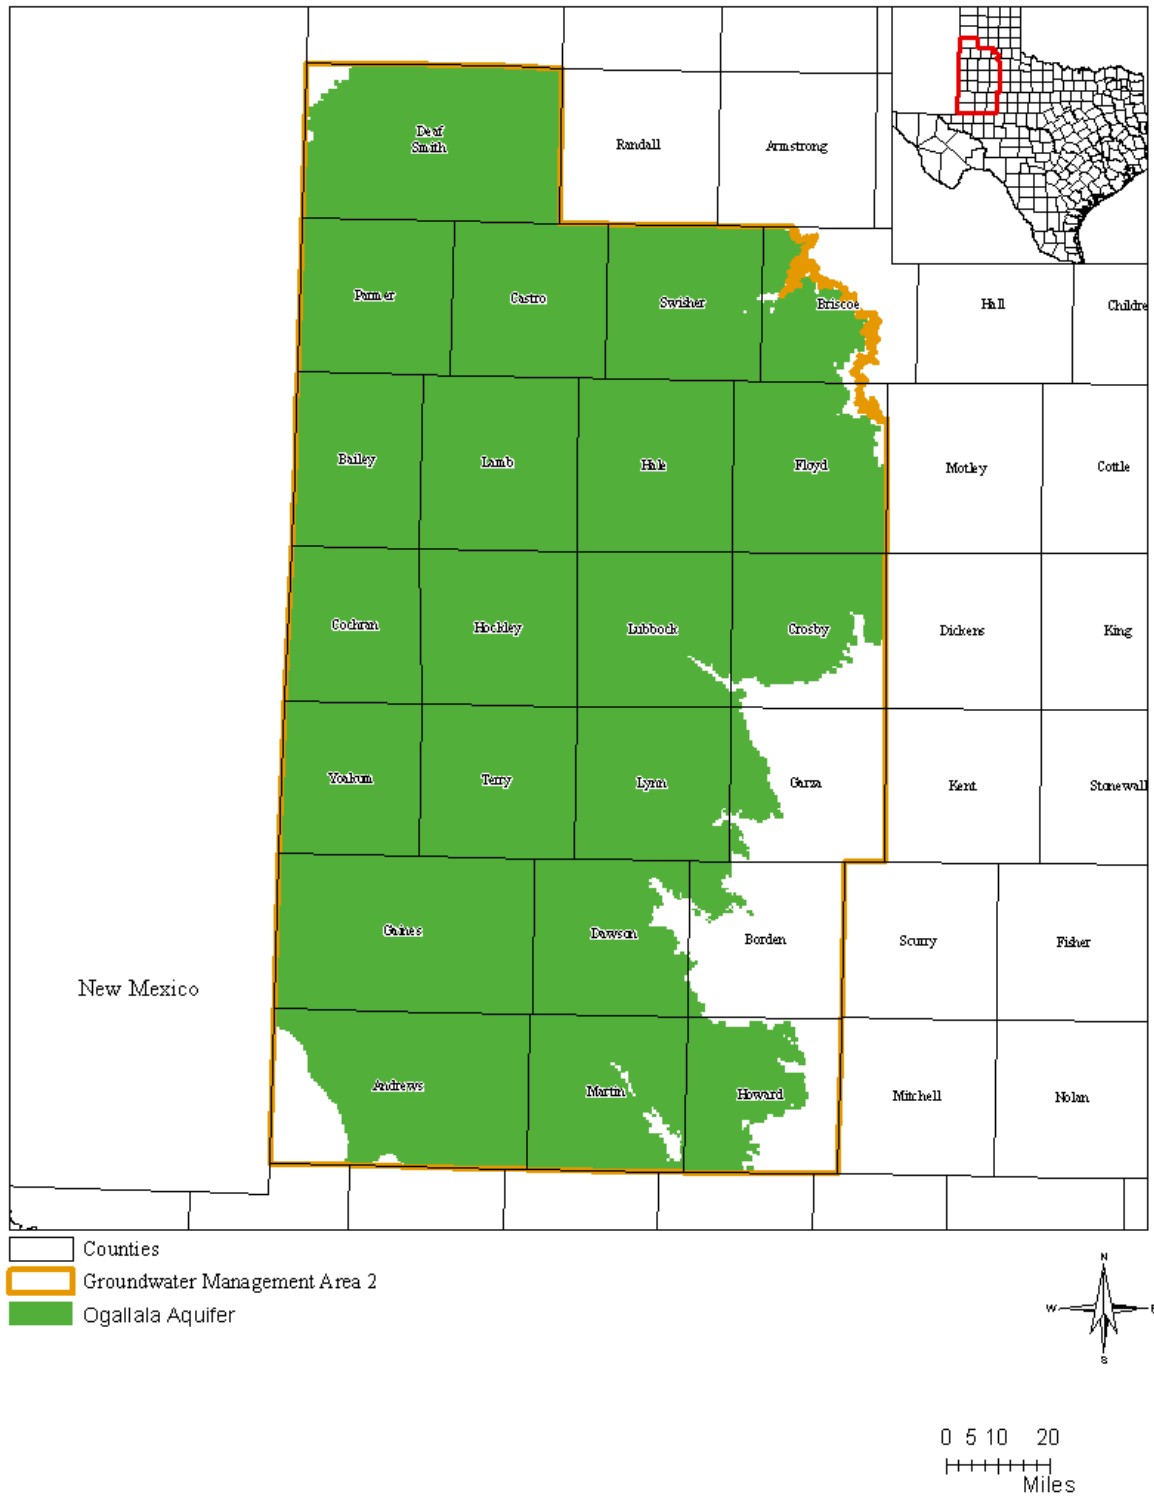 Deaf
Smith
Randall
Armstrong
Parmer
Castro
Swisher
Briscoe
Hall
Childre
Bailey
Lamb
Hale
Floyd
Motley
Cottle
Cochran
Hockley
Lubbock
Crosby
Dickens
King
Yoakum
Terry
Lynn
Garza
Kent
Stonewall
Gaines
Dawson
Borden
Scurry
Fisher
New Mexico
Andrews
Martin
Howard
Mitchell
Nolan
Counties
Groundwater Management Area 2
Ogallala Aquifer
N
W
E
S
0 5 10 20
Miles